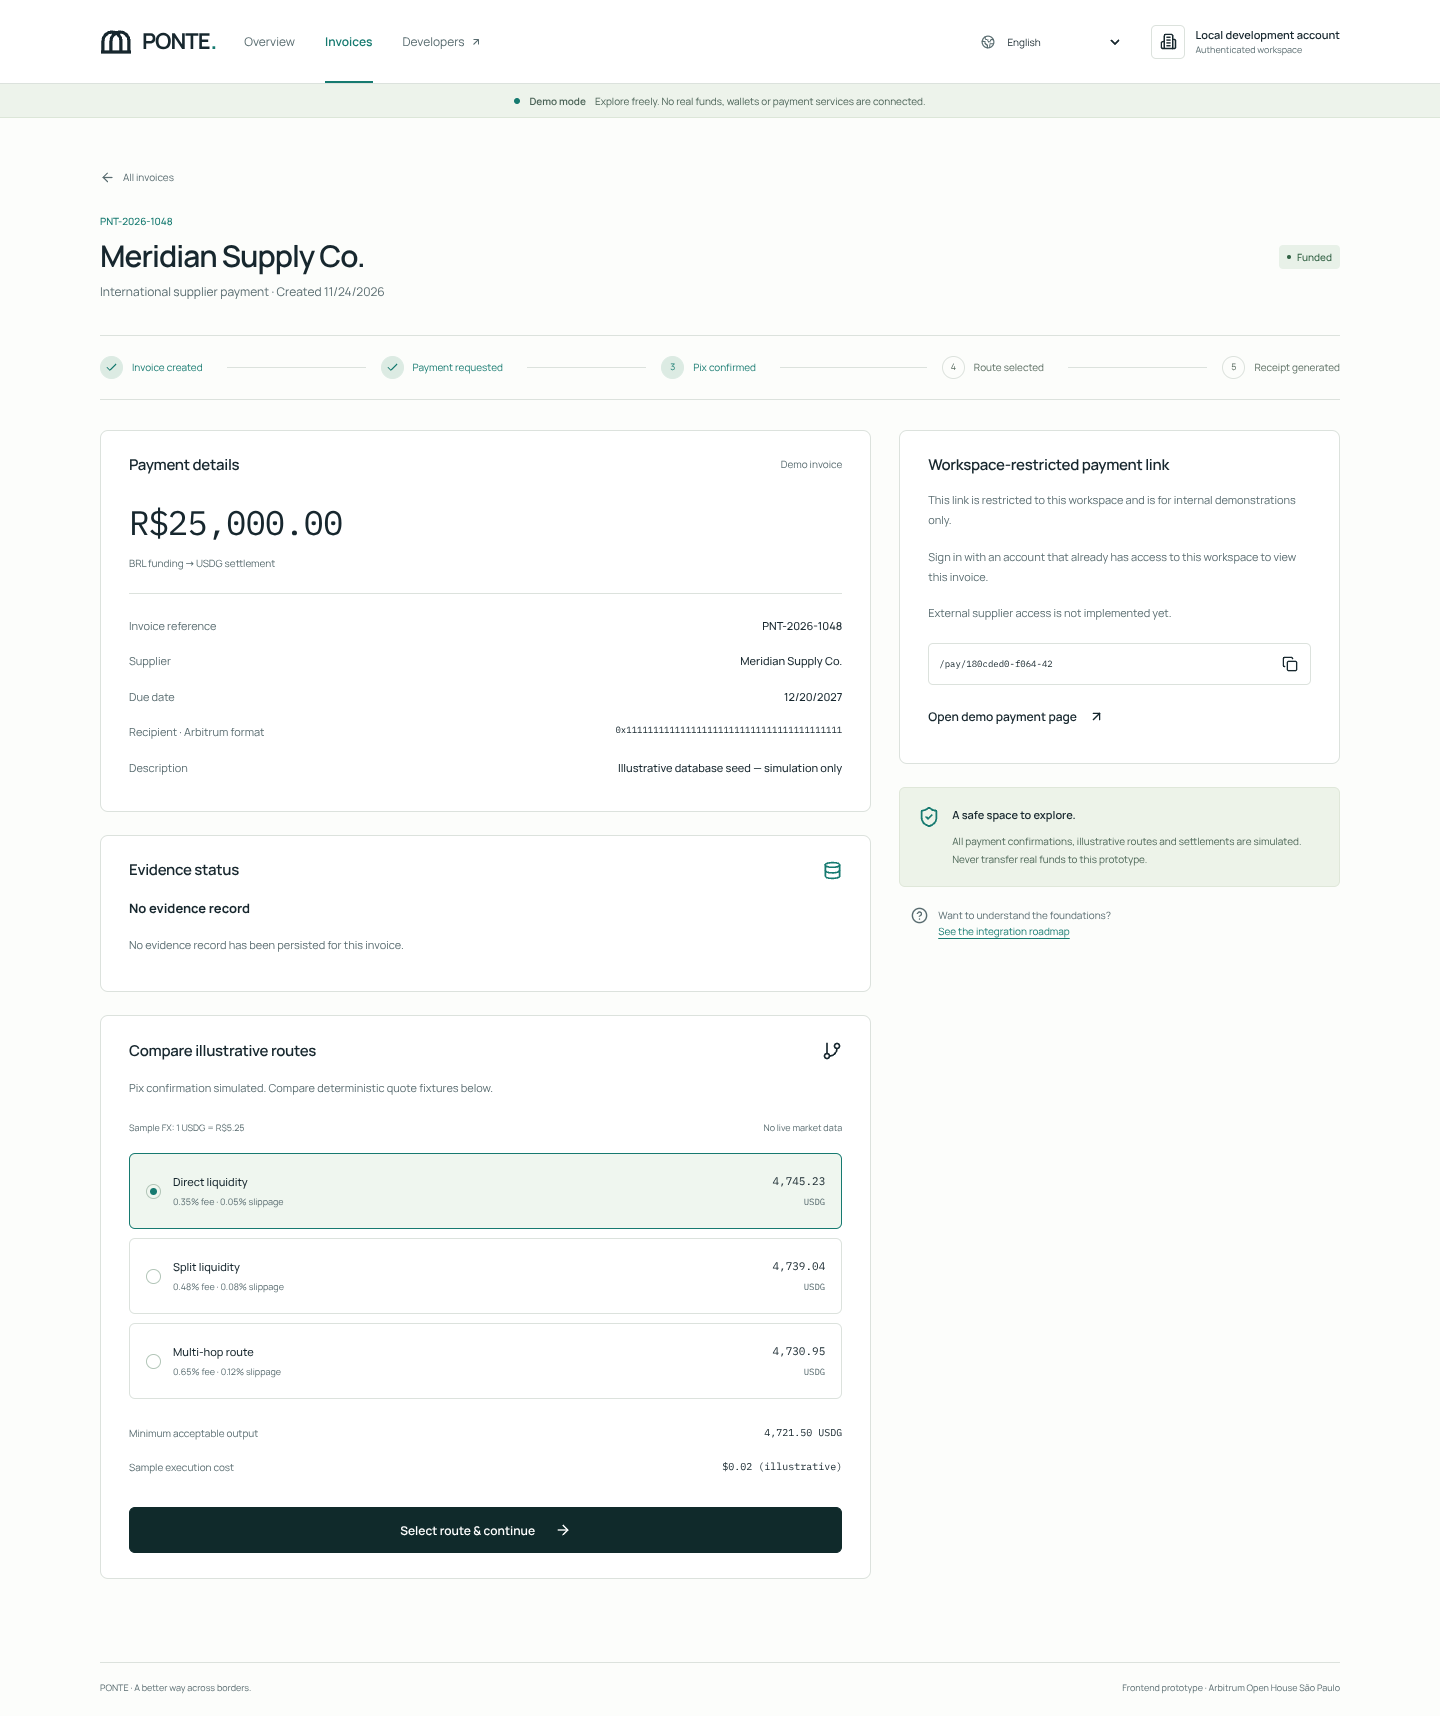 PONTE.
Overview
Invoices
Developers
English
Local development account
Authenticated workspace
Demo mode Explore freely. No real funds, wallets or payment services are connected.
All invoices
PNT-2026-1048
Meridian Supply Co.
Funded
International supplier payment · Created 11/24/2026
Invoice created
Payment requested
3 Pix confirmed
4 Route selected
5 Receipt generated
Payment details
Demo invoice
R$25,000.00
BRL funding → USDG settlement
Invoice reference PNT-2026-1048
Supplier Meridian Supply Co.
Due date 12/20/2027
Recipient · Arbitrum format 0x1111111111111111111111111111111111111111
Description Illustrative database seed — simulation only
Workspace-restricted payment link
This link is restricted to this workspace and is for internal demonstrations
only.
Sign in with an account that already has access to this workspace to view
this invoice.
External supplier access is not implemented yet.
/pay/180cded0-f064-42
Open demo payment page
A safe space to explore.
All payment confirmations, illustrative routes and settlements are simulated.
Never transfer real funds to this prototype.
Want to understand the foundations?
See the integration roadmap
Evidence status
No evidence record
No evidence record has been persisted for this invoice.
Compare illustrative routes
Pix confirmation simulated. Compare deterministic quote fixtures below.
Sample FX: 1 USDG = R$5.25 No live market data
Direct liquidity 4,745.23
0.35% fee · 0.05% slippage USDG
Split liquidity 4,739.04
0.48% fee · 0.08% slippage USDG
Multi-hop route 4,730.95
0.65% fee · 0.12% slippage USDG
Minimum acceptable output 4,721.50 USDG
Sample execution cost $0.02 (illustrative)
Select route & continue
PONTE · A better way across borders.
Frontend prototype · Arbitrum Open House São Paulo